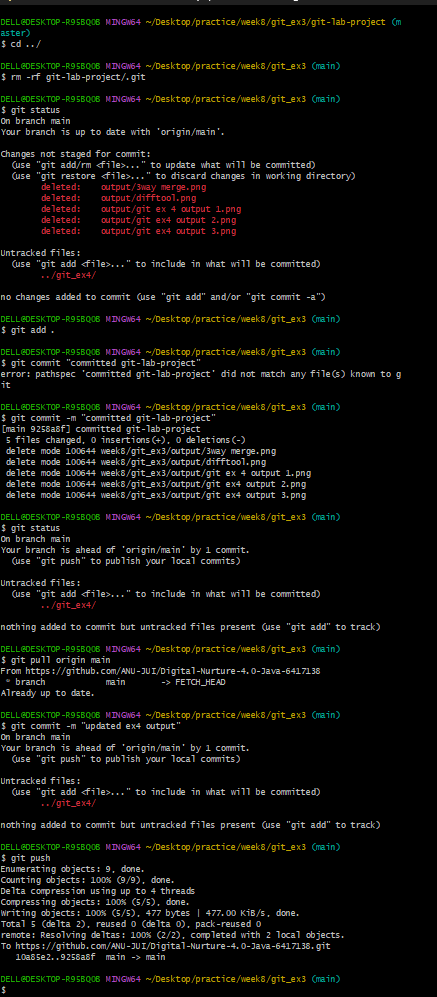 DELL@DESKTOP-R95BQOB MINGW64 ~/Desktop/practice/week8/git_ex3/git-lab-project (m
aster)
$ cd ../
DELL@DESKTOP-R95BQOB MINGW64 ~/Desktop/practice/week8/git_ex3 (main)
$ rm -rf git-lab-project/.git
DELL@DESKTOP-R95BQOB MINGW64 ~/Desktop/practice/week8/git_ex3 (main)
$ git status
On branch main
Your branch is up to date with 'origin/main'.
Changes not staged for commit:
  (use "git add/rm <file>..." to update what will be committed)
  (use "git restore <file>..." to discard changes in working directory)
        deleted:    output/3way merge.png
        deleted:    output/difftool.png
        deleted:    output/git ex 4 output 1.png
        deleted:    output/git ex4 output 2.png
        deleted:    output/git ex4 output 3.png
Untracked files:
  (use "git add <file>..." to include in what will be committed)
        ../git_ex4/
no changes added to commit (use "git add" and/or "git commit -a")
DELL@DESKTOP-R95BQOB MINGW64 ~/Desktop/practice/week8/git_ex3 (main)
$ git add .
DELL@DESKTOP-R95BQOB MINGW64 ~/Desktop/practice/week8/git_ex3 (main)
$ git commit "committed git-lab-project"
error: pathspec 'committed git-lab-project' did not match any file(s) known to g
it
DELL@DESKTOP-R95BQOB MINGW64 ~/Desktop/practice/week8/git_ex3 (main)
$ git commit -m "committed git-lab-project"
[main 9258a8f] committed git-lab-project
 5 files changed, 0 insertions(+), 0 deletions(-)
 delete mode 100644 week8/git_ex3/output/3way merge.png
 delete mode 100644 week8/git_ex3/output/difftool.png
 delete mode 100644 week8/git_ex3/output/git ex 4 output 1.png
 delete mode 100644 week8/git_ex3/output/git ex4 output 2.png
 delete mode 100644 week8/git_ex3/output/git ex4 output 3.png
DELL@DESKTOP-R95BQOB MINGW64 ~/Desktop/practice/week8/git_ex3 (main)
$ git status
On branch main
Your branch is ahead of 'origin/main' by 1 commit.
  (use "git push" to publish your local commits)
Untracked files:
  (use "git add <file>..." to include in what will be committed)
        ../git_ex4/
nothing added to commit but untracked files present (use "git add" to track)
DELL@DESKTOP-R95BQOB MINGW64 ~/Desktop/practice/week8/git_ex3 (main)
$ git pull origin main
From https://github.com/ANU-JUI/Digital-Nurture-4.0-Java-6417138
 * branch            main       -> FETCH_HEAD
Already up to date.
DELL@DESKTOP-R95BQOB MINGW64 ~/Desktop/practice/week8/git_ex3 (main)
$ git commit -m "updated ex4 output"
On branch main
Your branch is ahead of 'origin/main' by 1 commit.
  (use "git push" to publish your local commits)
Untracked files:
  (use "git add <file>..." to include in what will be committed)
        ../git_ex4/
nothing added to commit but untracked files present (use "git add" to track)
DELL@DESKTOP-R95BQOB MINGW64 ~/Desktop/practice/week8/git_ex3 (main)
$ git push
Enumerating objects: 9, done.
Counting objects: 100% (9/9), done.
Delta compression using up to 4 threads
Compressing objects: 100% (5/5), done.
Writing objects: 100% (5/5), 477 bytes | 477.00 KiB/s, done.
Total 5 (delta 2), reused 0 (delta 0), pack-reused 0
remote: Resolving deltas: 100% (2/2), completed with 2 local objects.
To https://github.com/ANU-JUI/Digital-Nurture-4.0-Java-6417138.git
   10a85e2..9258a8f  main -> main
DELL@DESKTOP-R95BQOB MINGW64 ~/Desktop/practice/week8/git_ex3 (main)
$